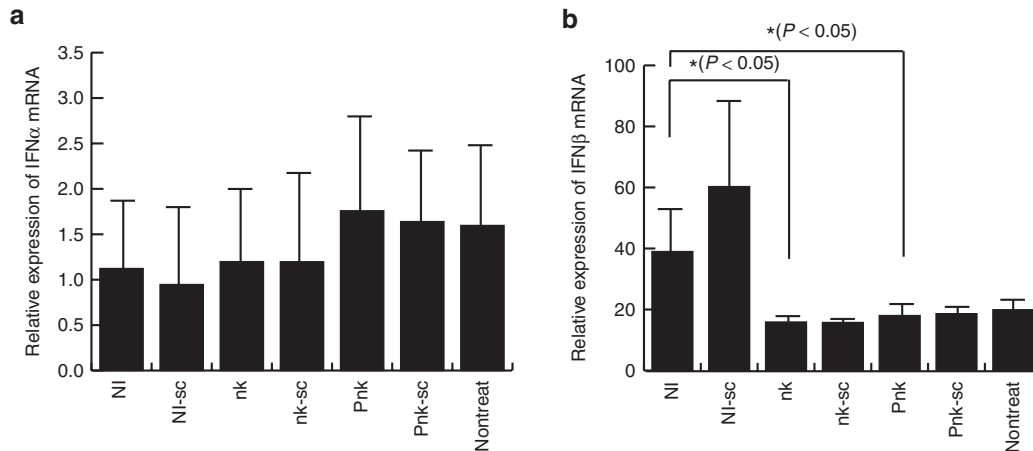 a
Relative expression of IFNα mRNA
3.5
3.0
2.5
2.0
1.5
1.0
0.5
0.0
NI
NI-sc
nk
nk-sc
Pnk
Pnk-sc
Nontreat
b
Relative expression of IFNβ mRNA
*(P < 0.05)
*(P < 0.05)
100
80
60
40
20
0
NI
NI-sc
nk
nk-sc
Pnk
Pnk-sc
Nontreat